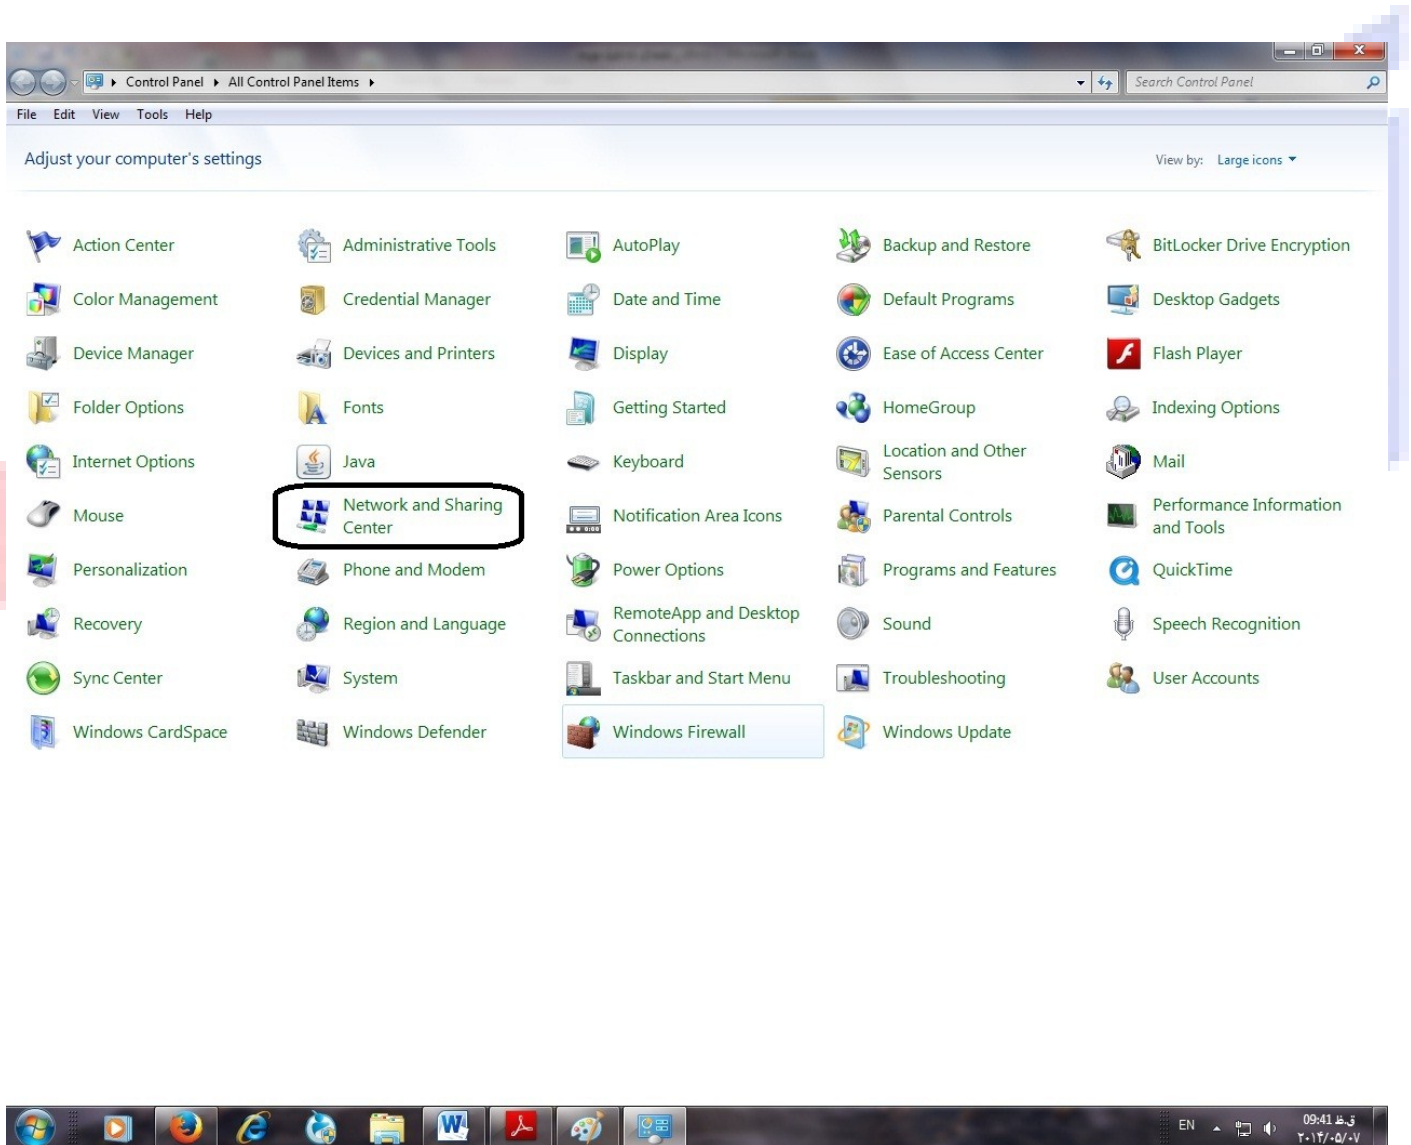 Control Panel All Control Panel Items Search Control Panel
File Edit View Tools Help
Adjust your computer's settings
View by: Large icons
Action Center Administrative Tools AutoPlay Backup and Restore BitLocker Drive Encryption
Color Management Credential Manager Date and Time Default Programs Desktop Gadgets
Device Manager Devices and Printers Display Ease of Access Center Flash Player
Folder Options Fonts Getting Started HomeGroup Indexing Options
Internet Options Java Keyboard Location and Other Sensors Mail
Mouse Network and Sharing Center Notification Area Icons Parental Controls Performance Information and Tools
Personalization Phone and Modem Power Options Programs and Features QuickTime
Recovery Region and Language RemoteApp and Desktop Connections Sound Speech Recognition
Sync Center System Taskbar and Start Menu Troubleshooting User Accounts
Windows CardSpace Windows Defender Windows Firewall Windows Update
EN
09:41 ق.ظ
۲۰۱۴/۰۵/۰۷